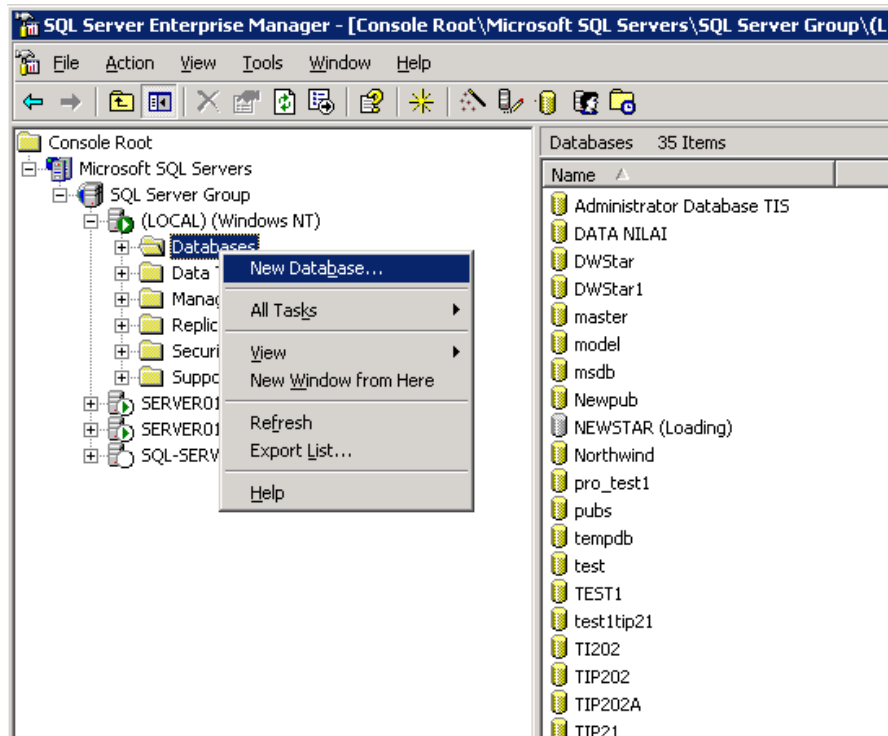 SQL Server Enterprise Manager - [Console Root\Microsoft SQL Servers\SQL Server Group\(L
File Action View Tools Window Help
Console Root
Microsoft SQL Servers
SQL Server Group
(LOCAL) (Windows NT)
Databases
Data T
Manag
Replic
Securi
Suppo
SERVER01
SERVER01
SQL-SERV
New Database...
All Tasks
View
New Window from Here
Refresh
Export List...
Help
Databases 35 Items
Name
Administrator Database TIS
DATA NILAI
DWStar
DWStar1
master
model
msdb
Newpub
NEWSTAR (Loading)
Northwind
pro_test1
pubs
tempdb
test
TEST1
test1tip21
TI202
TIP202
TIP202A
TIP21